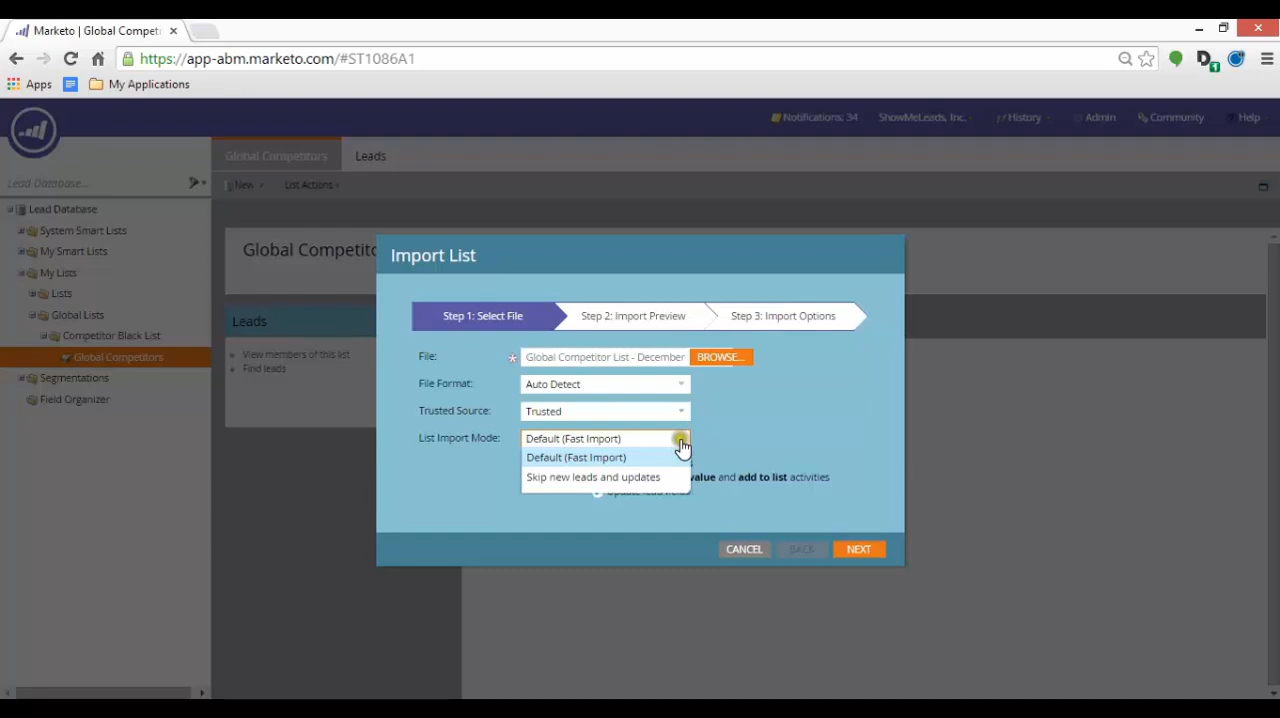 Marketo | Global Competi
https://app-abm.marketo.com/#ST1086A1
Apps
My Applications
Notifications: 34
ShowMeLeads, Inc.
History
Admin
Community
Help
Global Competitors
Leads
Lead Database...
New
List Actions
Lead Database
System Smart Lists
My Smart Lists
My Lists
Lists
Global Lists
Competitor Black List
Global Competitors
Segmentations
Field Organizer
Global Competito
Leads
View members of this list
Find leads
Import List
Step 1: Select File
Step 2: Import Preview
Step 3: Import Options
File:
* Global Competitor List - December
BROWSE...
File Format:
Auto Detect
Trusted Source:
Trusted
List Import Mode:
Default (Fast Import)
Default (Fast Import)
Skip new leads and updates
value and add to list activities
CANCEL
BACK
NEXT